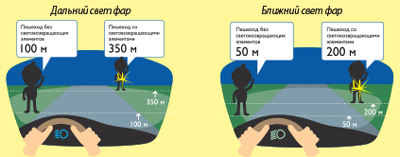 Дальний свет фар
Пешеход без
световозвращающих
элементов
100 м
Пешеход со
световозвращающими
элементами
350 м
350 м
100 м
Ближний свет фар
Пешеход без
световозвращающих
элементов
50 м
Пешеход со
световозвращающими
элементами
200 м
200 м
50 м